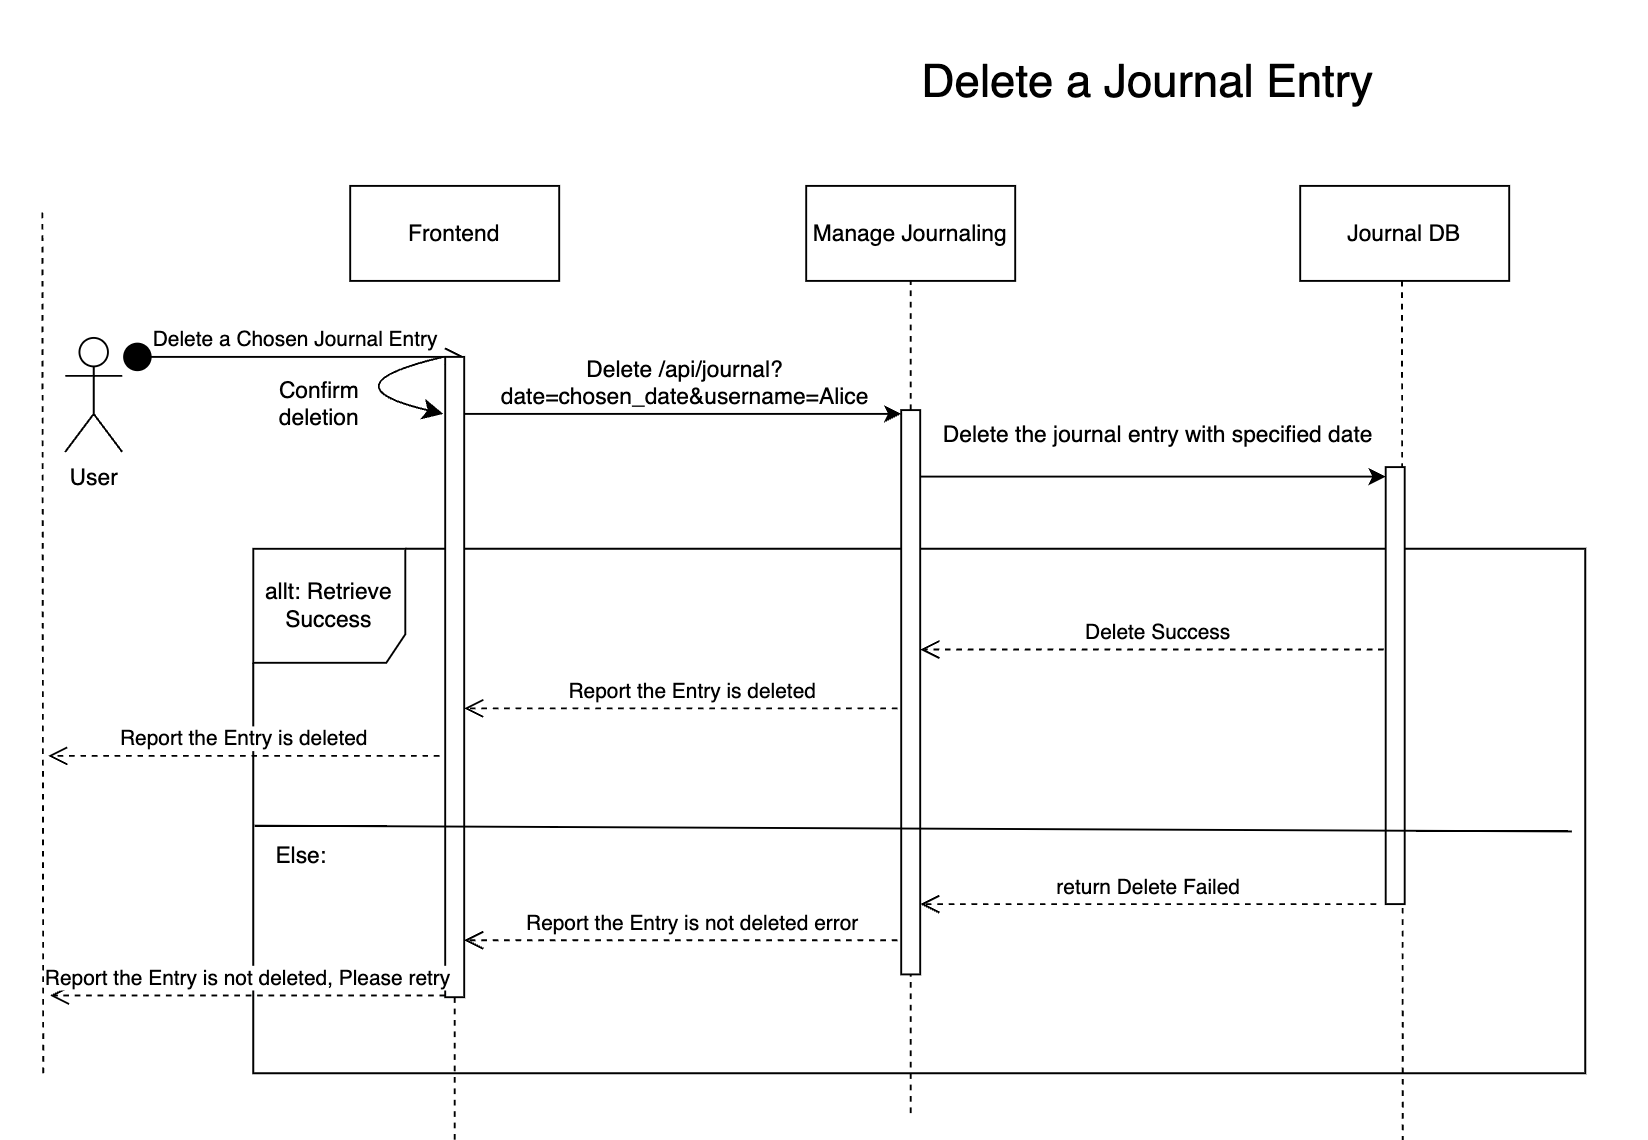 Delete a Journal Entry
Frontend
Manage Journaling
Journal DB
Delete a Chosen Journal Entry
Confirm
deletion
Delete /api/journal?
date=chosen_date&username=Alice
Delete the journal entry with specified date
User
allt: Retrieve
Success
Delete Success
Report the Entry is deleted
Report the Entry is deleted
Else:
return Delete Failed
Report the Entry is not deleted error
Report the Entry is not deleted, Please retry